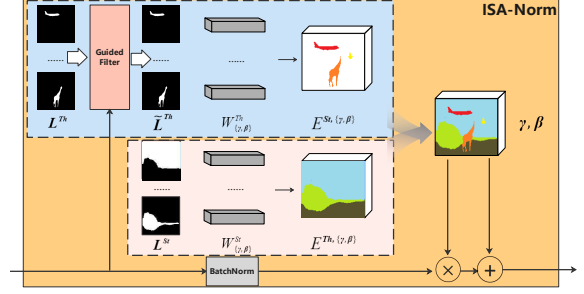 ISA-Norm
Guided
Filter
......
......
......
L^Th
L̃^Th
W^Th_{γ,β}
E^St, {γ, β}
γ, β
......
......
L^St
W^St_{γ,β}
E^Th, {γ, β}
BatchNorm
× +